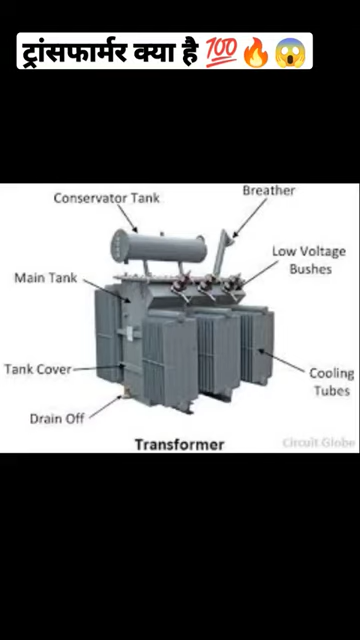 ट्रांसफार्मर क्या है 💯🔥😱
Conservator Tank
Breather
Low Voltage
Bushes
Main Tank
Tank Cover
Cooling
Tubes
Drain Off
Transformer
Circuit Globe